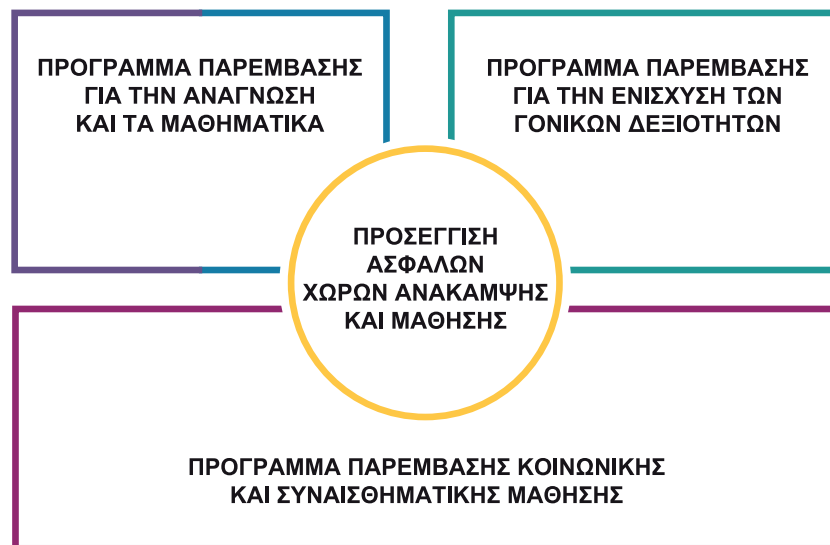 ΠΡΟΓΡΑΜΜΑ ΠΑΡΕΜΒΑΣΗΣ
ΓΙΑ ΤΗΝ ΑΝΑΓΝΩΣΗ
ΚΑΙ ΤΑ ΜΑΘΗΜΑΤΙΚΑ
ΠΡΟΓΡΑΜΜΑ ΠΑΡΕΜΒΑΣΗΣ
ΓΙΑ ΤΗΝ ΕΝΙΣΧΥΣΗ ΤΩΝ
ΓΟΝΙΚΩΝ ΔΕΞΙΟΤΗΤΩΝ
ΠΡΟΣΕΓΓΙΣΗ
ΑΣΦΑΛΩΝ
ΧΩΡΩΝ ΑΝΑΚΑΜΨΗΣ
ΚΑΙ ΜΑΘΗΣΗΣ
ΠΡΟΓΡΑΜΜΑ ΠΑΡΕΜΒΑΣΗΣ ΚΟΙΝΩΝΙΚΗΣ
ΚΑΙ ΣΥΝΑΙΣΘΗΜΑΤΙΚΗΣ ΜΑΘΗΣΗΣ